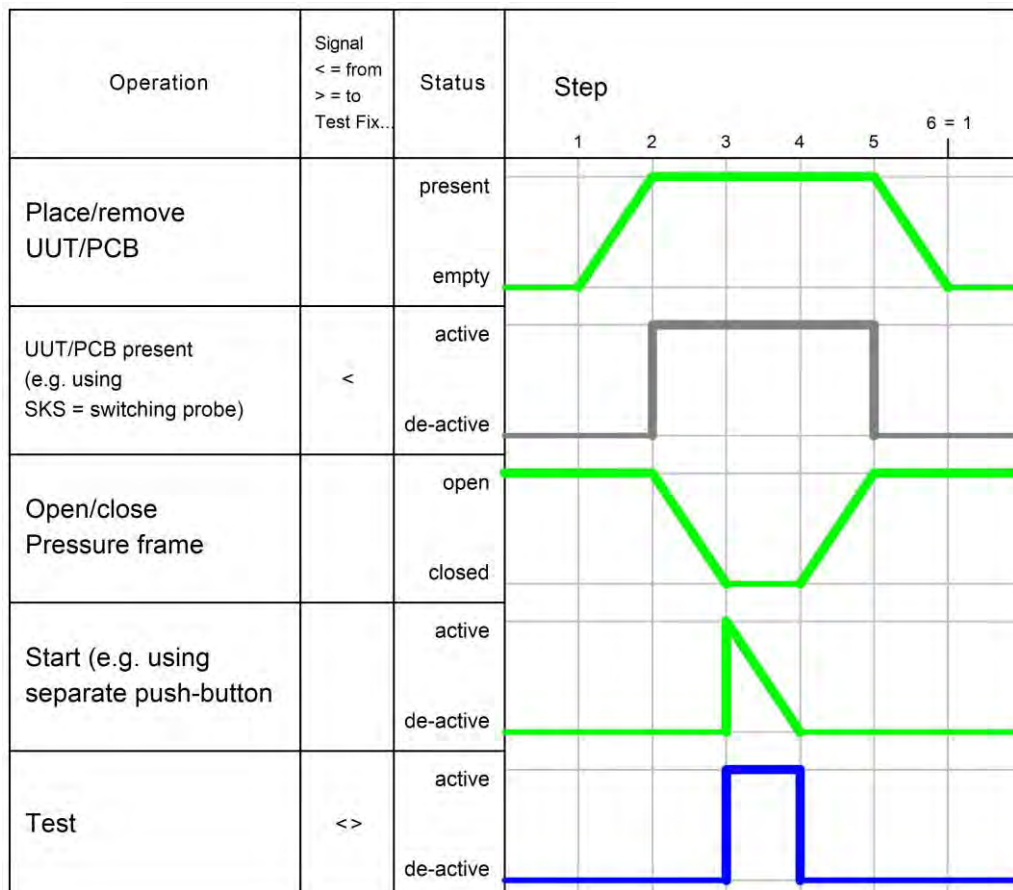 Operation
Signal
< = from
> = to
Test Fix...
Status
Step
1 2 3 4 5 6 = 1
Place/remove
UUT/PCB
present
empty
UUT/PCB present
(e.g. using
SKS = switching probe)
<
active
de-active
Open/close
Pressure frame
open
closed
Start (e.g. using
separate push-button
active
de-active
Test
<>
active
de-active